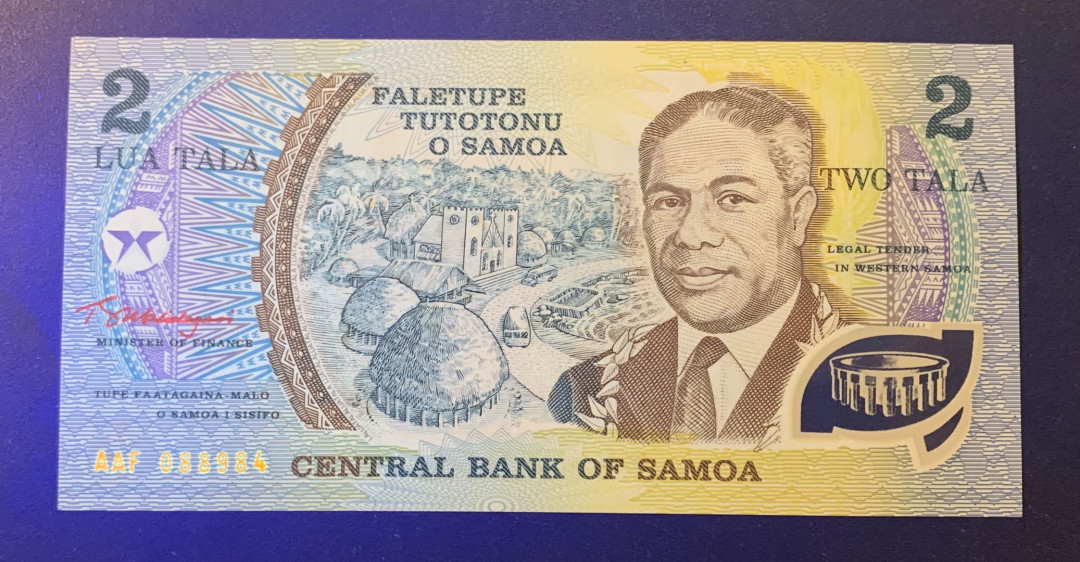 2
LUA TALA
FALETUPE
TUTOTONU
O SAMOA
2
TWO TALA
LEGAL TENDER
IN WESTERN SAMOA
MINISTER OF FINANCE
TUPE FAATAGAINA-MALO
O SAMOA I SISIFO
AAF 088984
CENTRAL BANK OF SAMOA